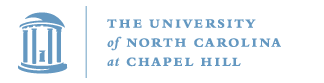 THE UNIVERSITY
of NORTH CAROLINA
at CHAPEL HILL